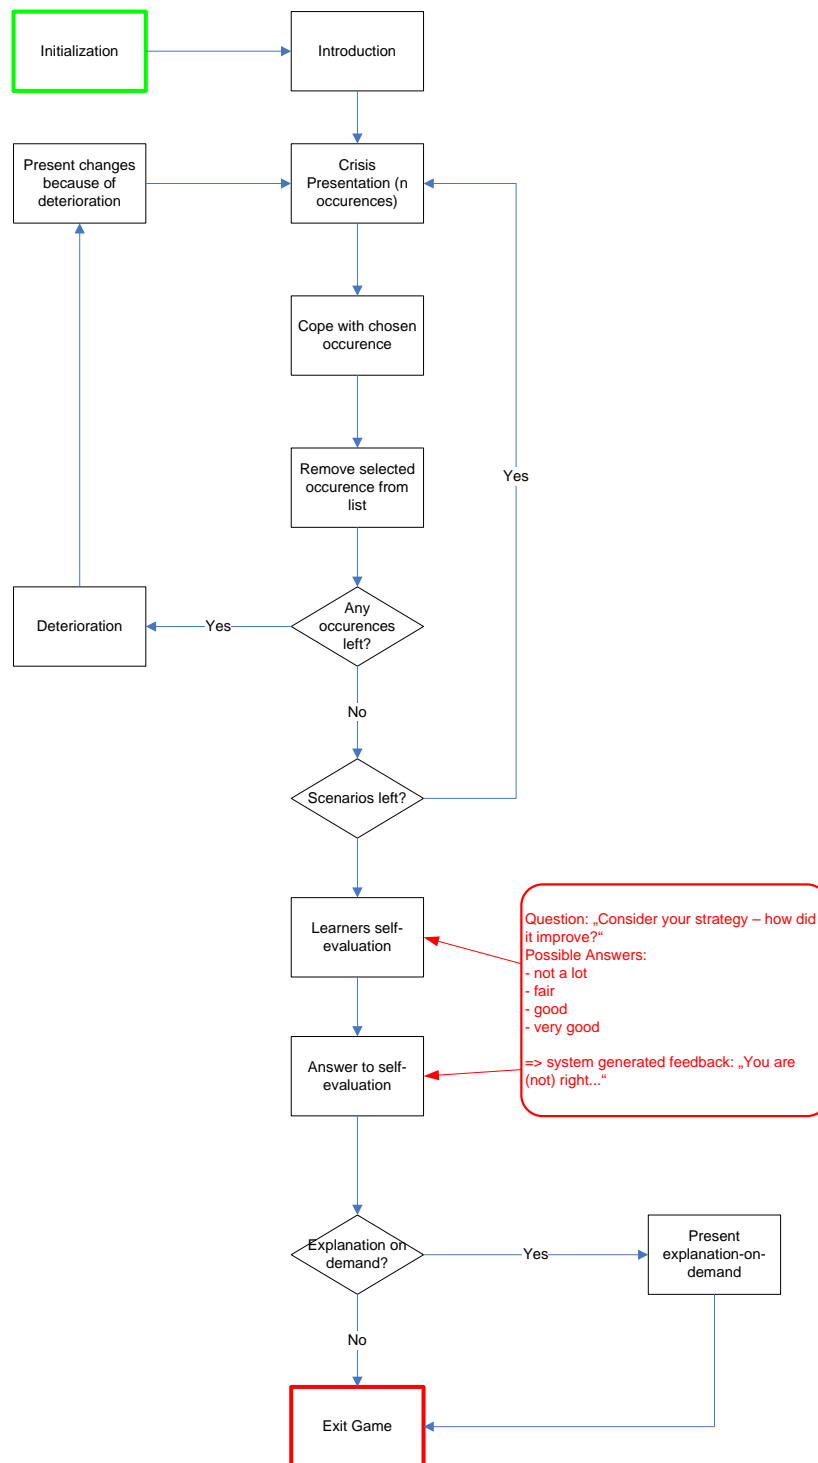 Initialization
Introduction
Present changes
because of
deterioration
Crisis
Presentation (n
occurences)
Cope with chosen
occurence
Remove selected
occurence from
list
Yes
Deterioration
Yes
Any
occurences
left?
No
Scenarios left?
Learners self-
evaluation
Question: „Consider your strategy – how did
it improve?“
Possible Answers:
- not a lot
- fair
- good
- very good
=> system generated feedback: „You are
(not) right...“
Answer to self-
evaluation
Explanation on
demand?
Yes
Present
explanation-on-
demand
No
Exit Game